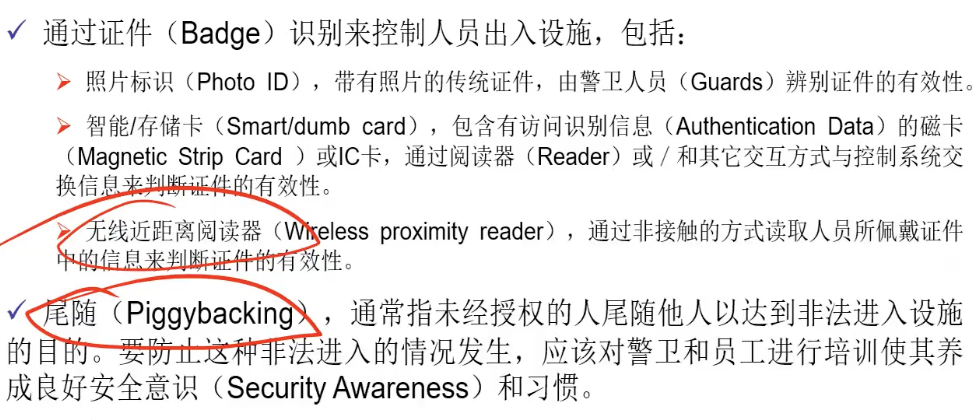 ✓ 通过证件（Badge）识别来控制人员出入设施，包括：
➢ 照片标识（Photo ID），带有照片的传统证件，由警卫人员（Guards）辨别证件的有效性。
➢ 智能/存储卡（Smart/dumb card），包含有访问识别信息（Authentication Data）的磁卡
（Magnetic Strip Card ）或IC卡，通过阅读器（Reader）或／和其它交互方式与控制系统交
换信息来判断证件的有效性。
➢ 无线近距离阅读器（Wireless proximity reader），通过非接触的方式读取人员所佩戴证件
中的信息来判断证件的有效性。
✓ 尾随（Piggybacking），通常指未经授权的人尾随他人以达到非法进入设施
的目的。要防止这种非法进入的情况发生，应该对警卫和员工进行培训使其养
成良好安全意识（Security Awareness）和习惯。